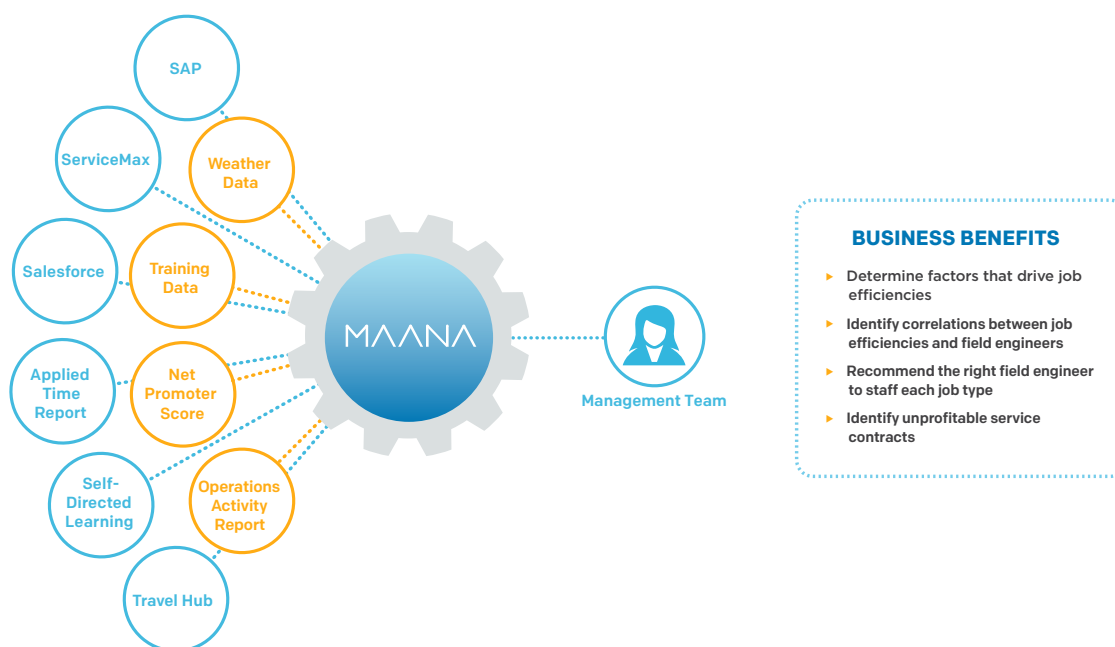 SAP
ServiceMax
Weather
Data
Salesforce
Training
Data
Applied
Time
Report
Net
Promoter
Score
Self-
Directed
Learning
Operations
Activity
Report
Travel Hub
MAANA
Management Team
BUSINESS BENEFITS
Determine factors that drive job
efficiencies
Identify correlations between job
efficiencies and field engineers
Recommend the right field engineer
to staff each job type
Identify unprofitable service
contracts